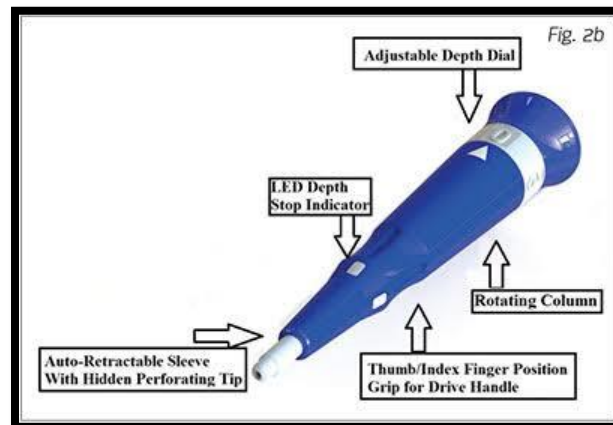 Fig. 2b
Adjustable Depth Dial
LED Depth
Stop Indicator
Rotating Column
Auto-Retractable Sleeve
With Hidden Perforating Tip
Thumb/Index Finger Position
Grip for Drive Handle